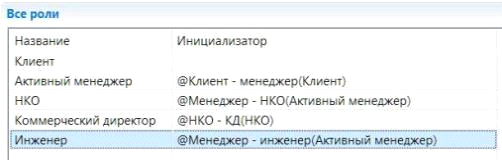 Все роли
Название Инициализатор
Клиент
Активный менеджер @Клиент - менеджер(Клиент)
НКО @Менеджер - НКО(Активный менеджер)
Коммерческий директор @НКО - КД(НКО)
Инженер @Менеджер - инженер(Активный менеджер)